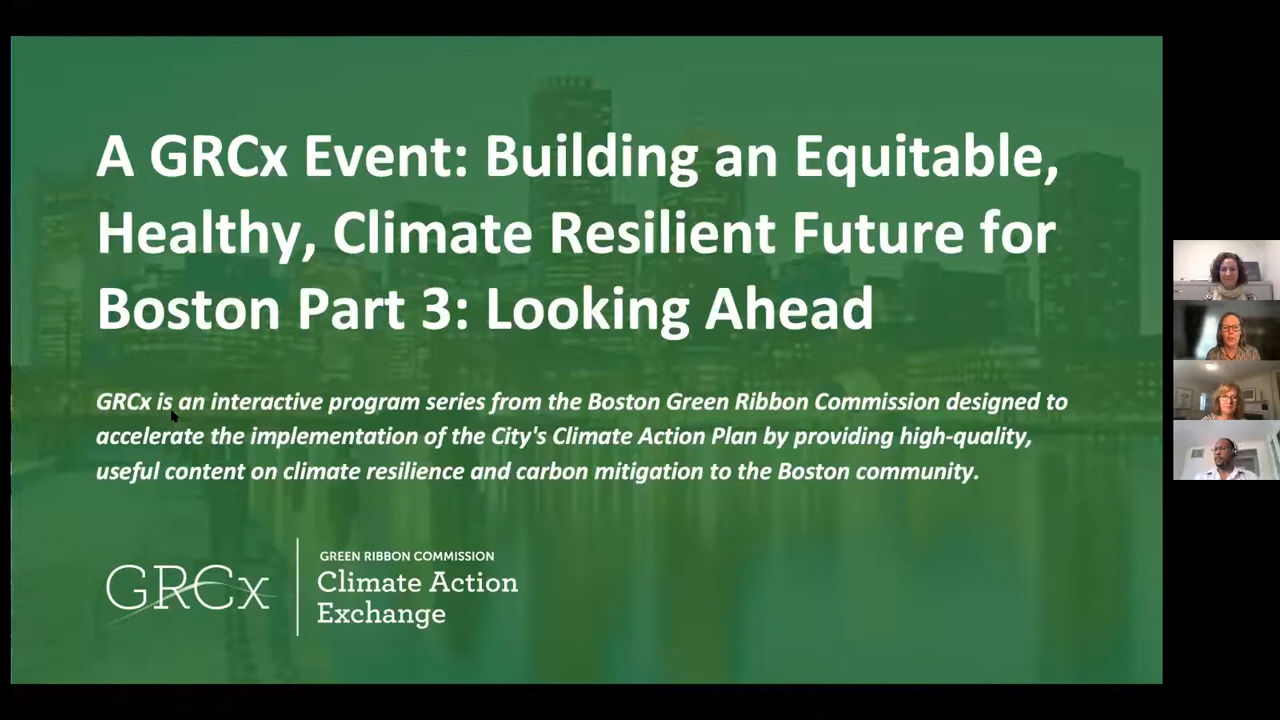 A GRCx Event: Building an Equitable,
Healthy, Climate Resilient Future for
Boston Part 3: Looking Ahead
GRCx is an interactive program series from the Boston Green Ribbon Commission designed to
accelerate the implementation of the City's Climate Action Plan by providing high-quality,
useful content on climate resilience and carbon mitigation to the Boston community.
GRCx
GREEN RIBBON COMMISSION
Climate Action
Exchange